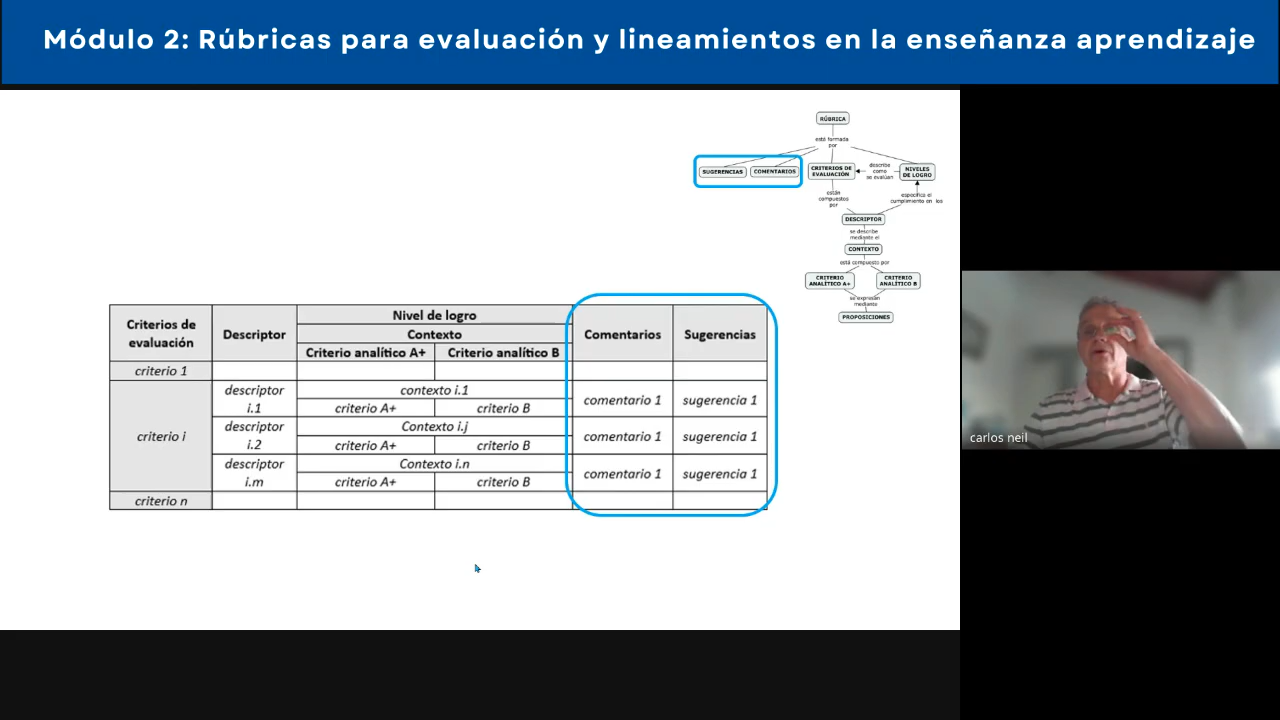 Módulo 2: Rúbricas para evaluación y lineamientos en la enseñanza aprendizaje
RÚBRICA
está formada
por
SUGERENCIAS
COMENTARIOS
CRITERIOS DE
EVALUACIÓN
describe
como
se evalúan
NIVELES
DE LOGRO
están
compuestos
por
especifica el
cumplimiento en los
DESCRIPTOR
se describe
mediante el
CONTEXTO
está compuesto por
CRITERIO
ANALÍTICO A+
CRITERIO
ANALÍTICO B
se expresan
mediante
PROPOSICIONES
Criterios de
evaluación
Descriptor
Nivel de logro
Contexto
Criterio analítico A+
Criterio analítico B
Comentarios
Sugerencias
criterio 1
criterio i
descriptor
i.1
contexto i.1
criterio A+
criterio B
comentario 1
sugerencia 1
descriptor
i.2
Contexto i.j
criterio A+
criterio B
comentario 1
sugerencia 1
descriptor
i.m
Contexto i.n
criterio A+
criterio B
comentario 1
sugerencia 1
criterio n
carlos neil